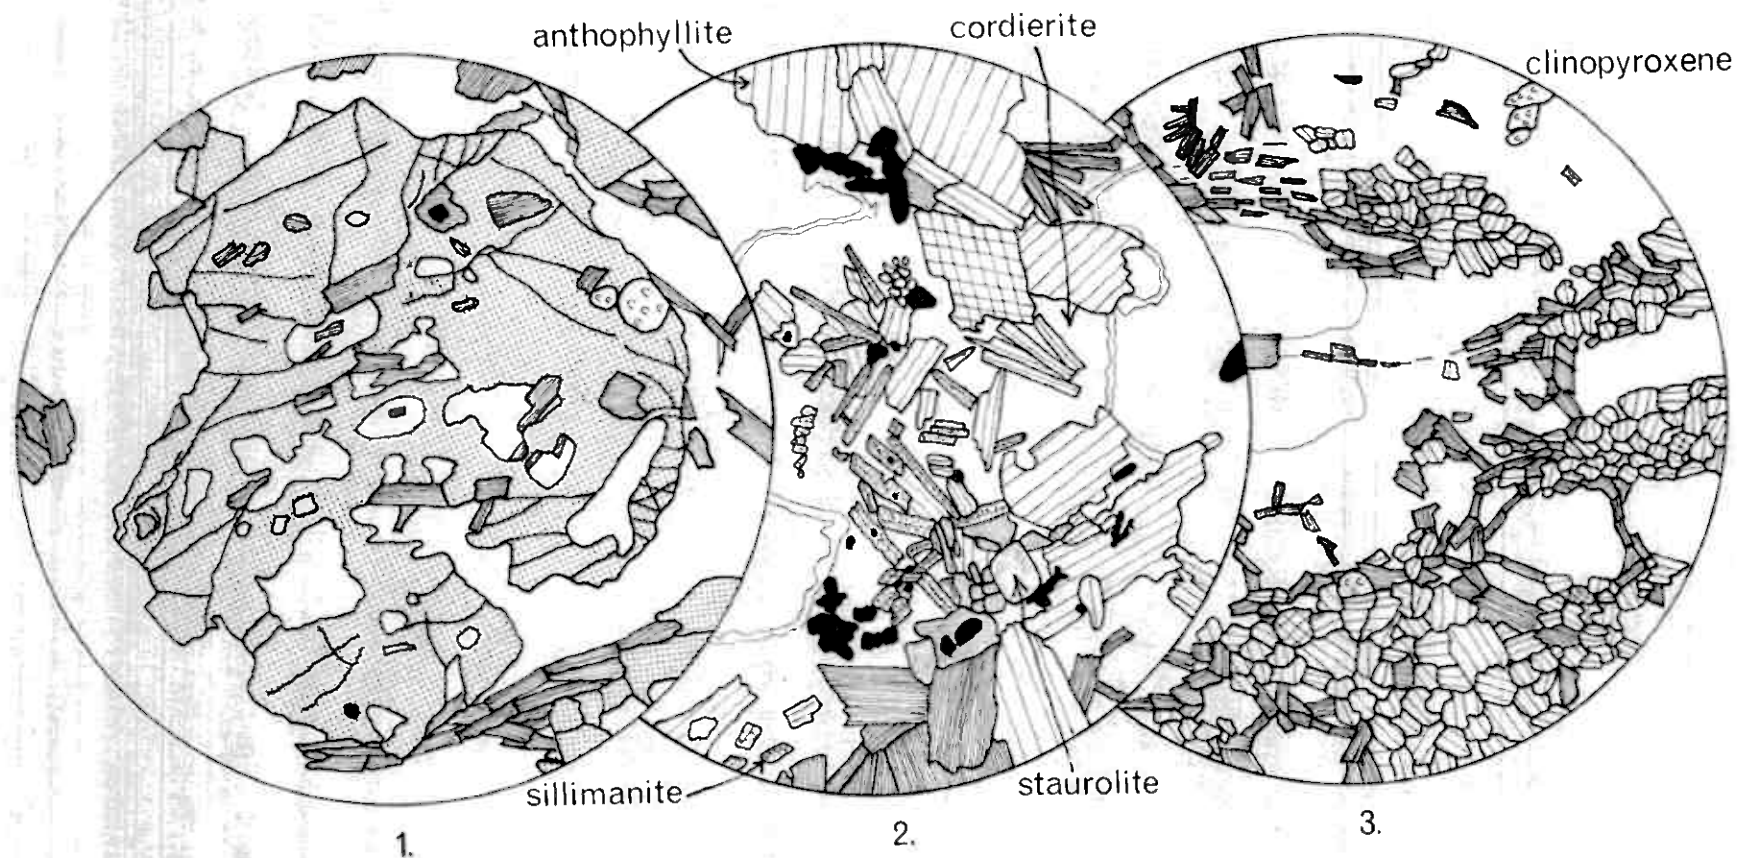 anthophyllite
cordierite
clinopyroxene
sillimanite
staurolite
1.
2.
3.